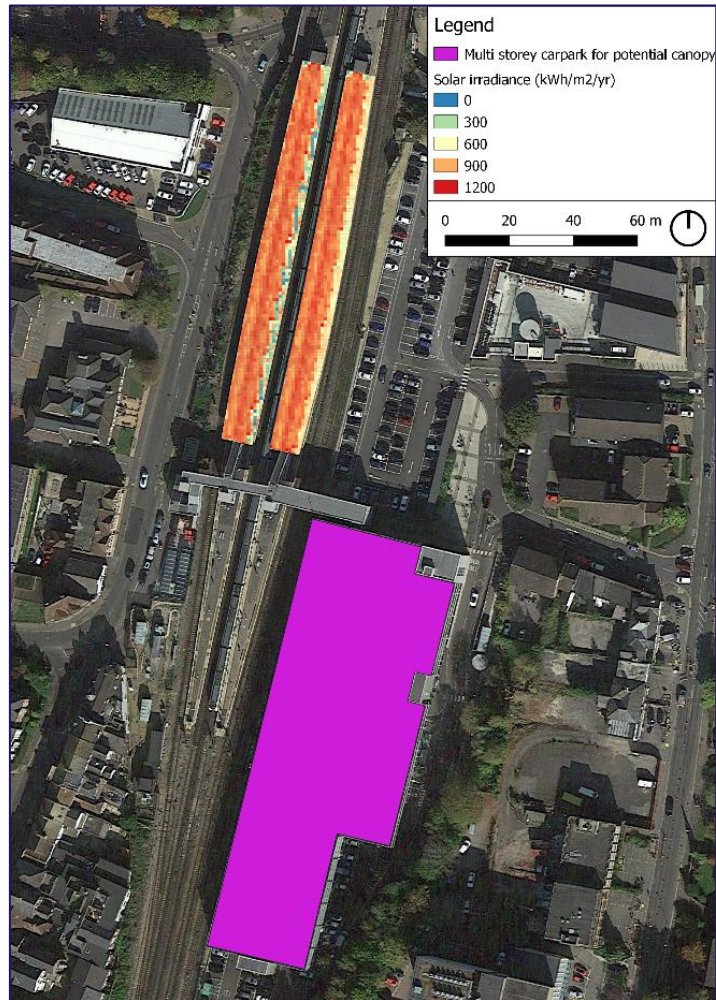 Legend
Multi storey carpark for potential canopy
Solar irradiance (kWh/m2/yr)
0
300
600
900
1200
0 20 40 60 m